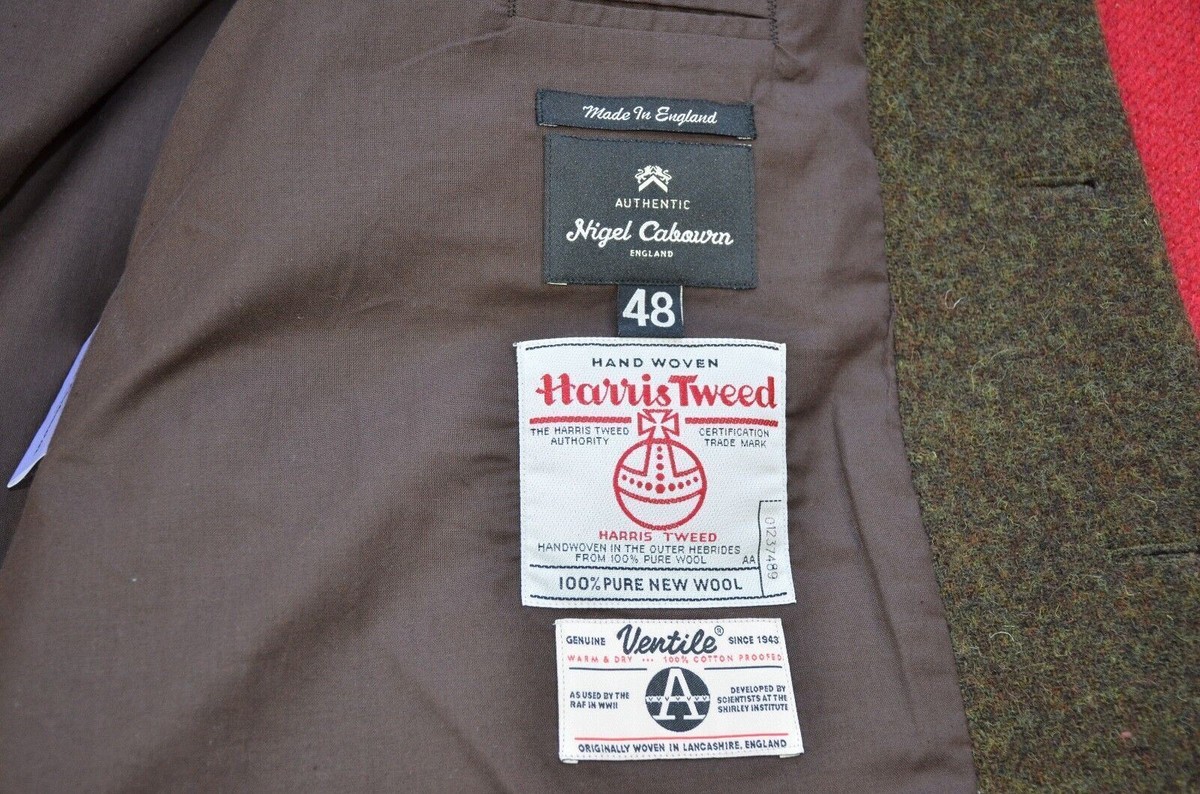 Made In England
AUTHENTIC
Nigel Cabourn
ENGLAND
48
HAND WOVEN
Harris Tweed
THE HARRIS TWEED
AUTHORITY
CERTIFICATION
TRADE MARK
HARRIS TWEED
HANDWOVEN IN THE OUTER HEBRIDES
FROM 100% PURE WOOL
AA
01237489
100% PURE NEW WOOL
GENUINE Ventile® SINCE 1943
WARM & DRY ••• 100% COTTON PROOFED.
AS USED BY THE
RAF IN WWII
A
DEVELOPED BY
SCIENTISTS AT THE
SHIRLEY INSTITUTE
ORIGINALLY WOVEN IN LANCASHIRE, ENGLAND